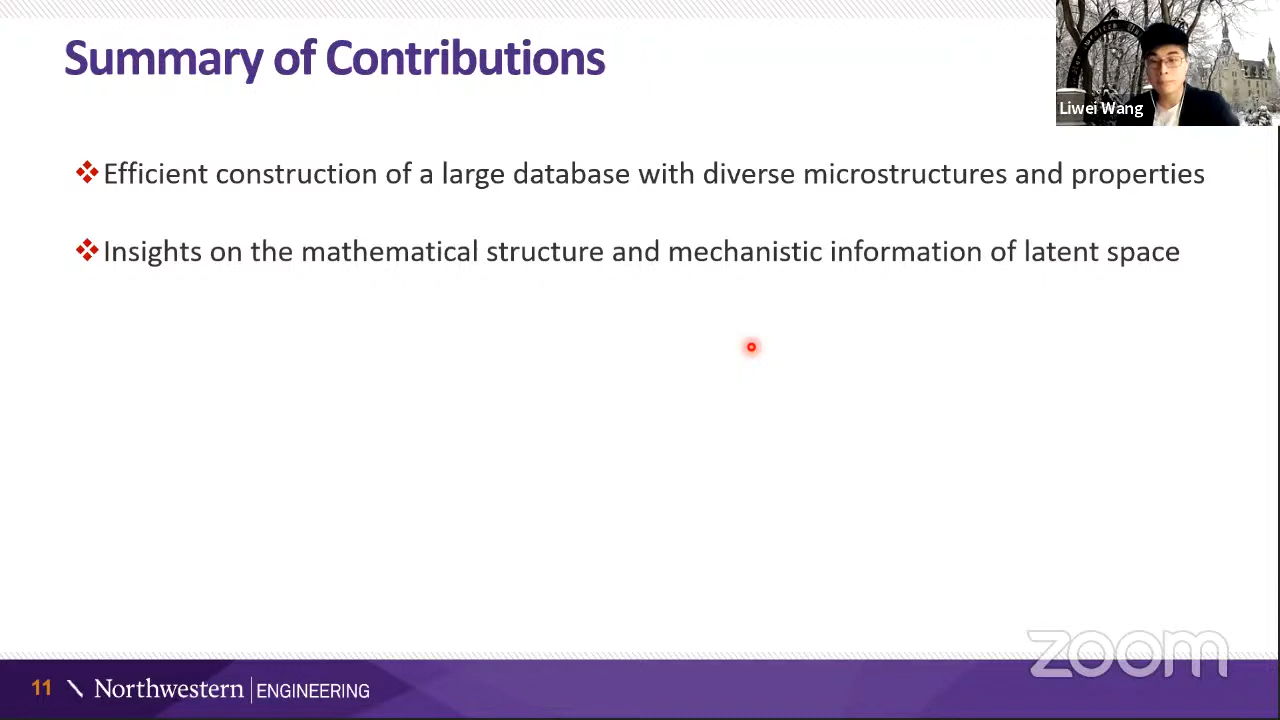 Summary of Contributions
Liwei Wang
❖Efficient construction of a large database with diverse microstructures and properties
❖Insights on the mathematical structure and mechanistic information of latent space
zoom
11 Northwestern | ENGINEERING